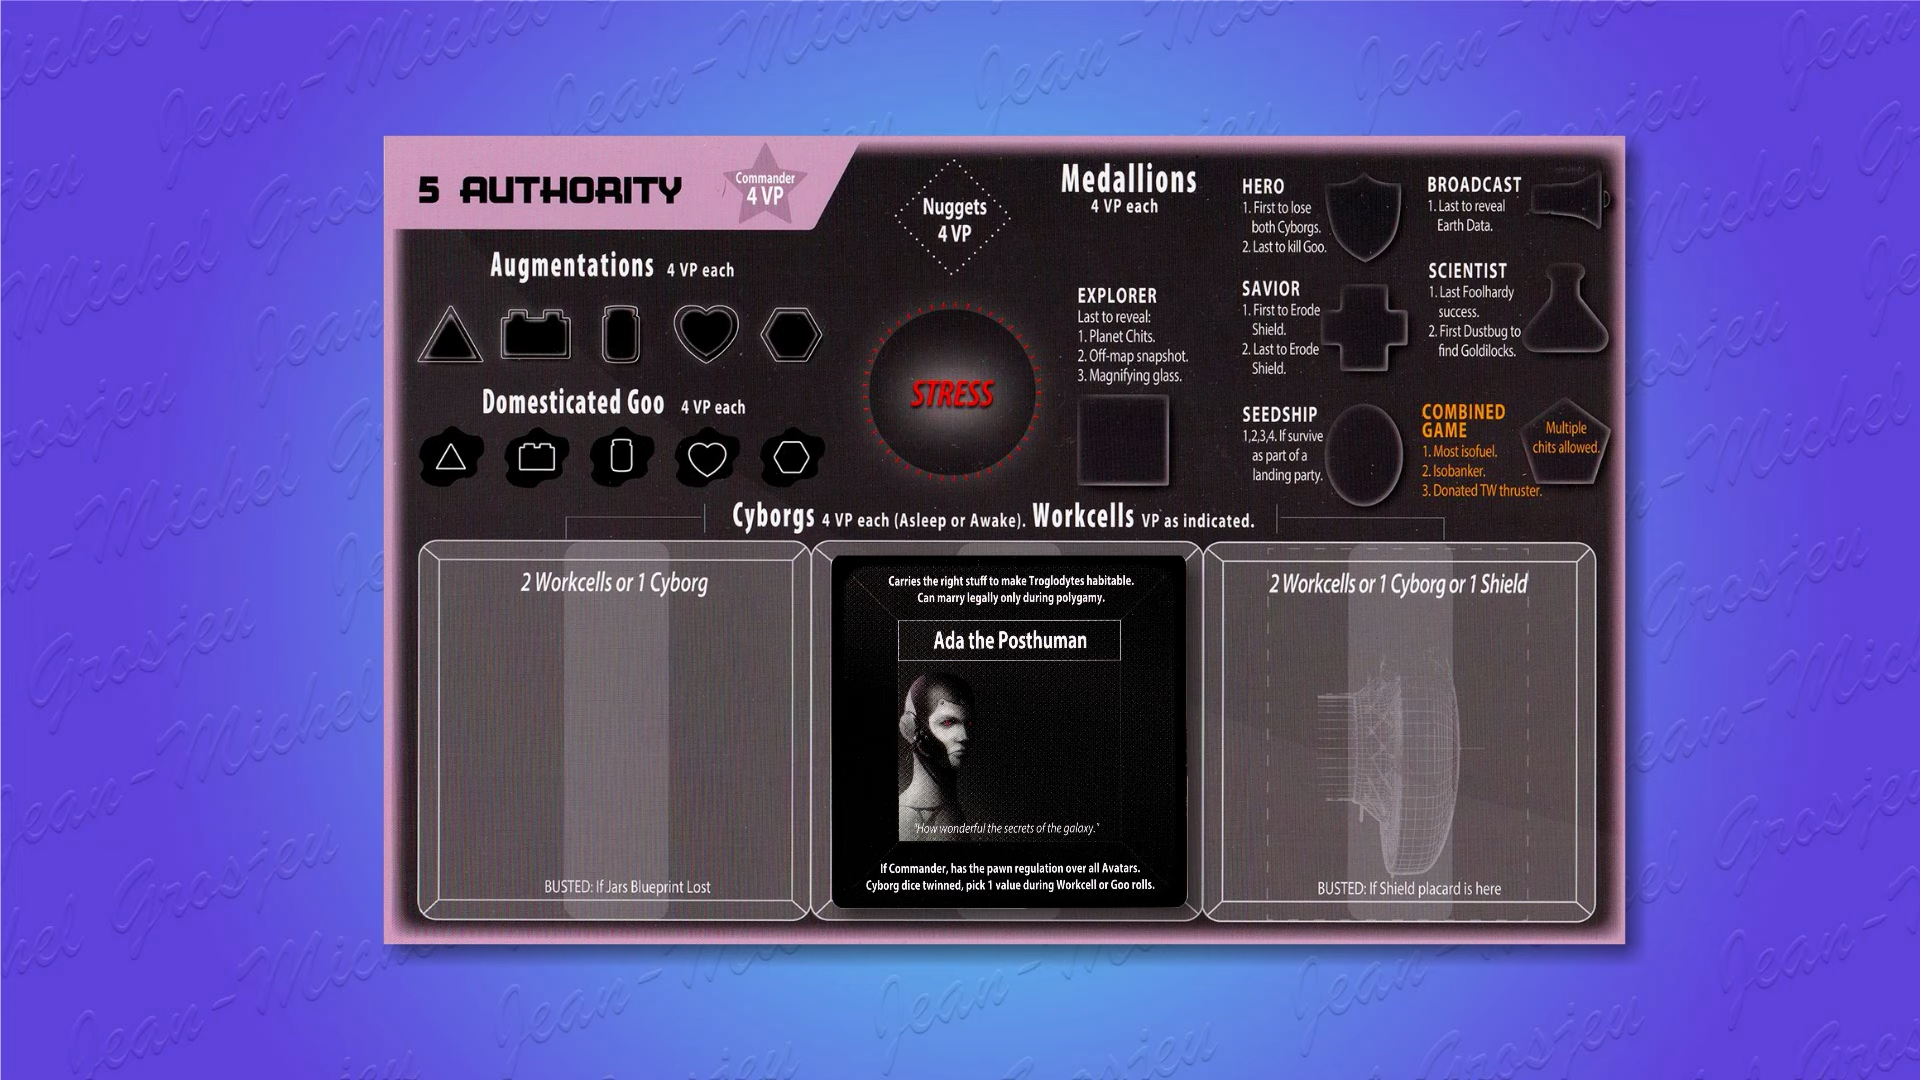 5 AUTHORITY
Commander
4 VP
Augmentations 4 VP each
Domesticated Goo 4 VP each
Nuggets
4 VP
STRESS
Medallions
4 VP each
EXPLORER
Last to reveal:
1. Planet Chits.
2. Off-map snapshot.
3. Magnifying glass.
HERO
1. First to lose
both Cyborgs.
2. Last to kill Goo.
SAVIOR
1. First to Erode
Shield.
2. Last to Erode
Shield.
SEEDSHIP
1,2,3,4. If survive
as part of a
landing party.
BROADCAST
1. Last to reveal
Earth Data.
SCIENTIST
1. Last Foolhardy
success.
2. First Dustbug to
find Goldilocks.
COMBINED
GAME
1. Most isofuel.
2. Isobanker.
3. Donated TW thruster.
Multiple
chits allowed.
Cyborgs 4 VP each (Asleep or Awake). Workcells VP as indicated.
2 Workcells or 1 Cyborg
BUSTED: If Jars Blueprint Lost
Carries the right stuff to make Troglodytes habitable.
Can marry legally only during polygamy.
Ada the Posthuman
"How wonderful the secrets of the galaxy."
If Commander, has the pawn regulation over all Avatars.
Cyborg dice twinned, pick 1 value during Workcell or Goo rolls.
2 Workcells or 1 Cyborg or 1 Shield
BUSTED: If Shield placard is here
Jean-Michel Grosjeu